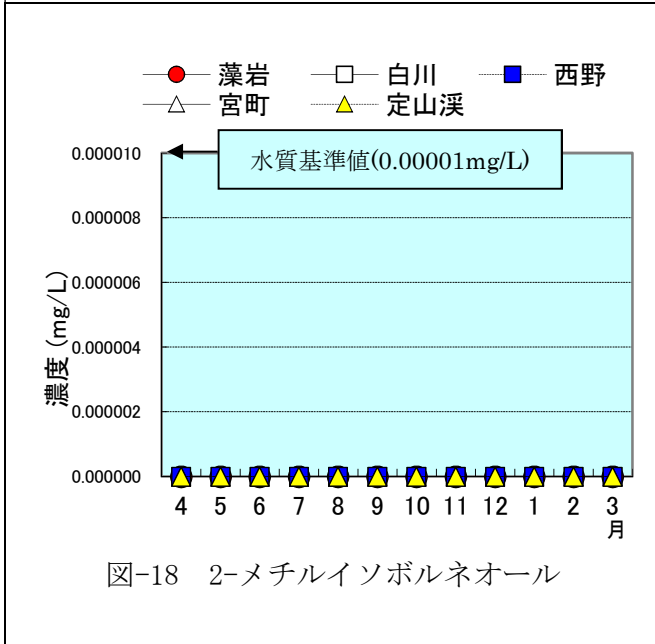 藻岩 白川 西野
宮町 定山渓
水質基準値(0.00001mg/L)
0.000010
0.000008
0.000006
0.000004
0.000002
0.000000
濃度 (mg/L)
4 5 6 7 8 9 10 11 12 1 2 3
月
図-18 2-メチルイソボルネオール